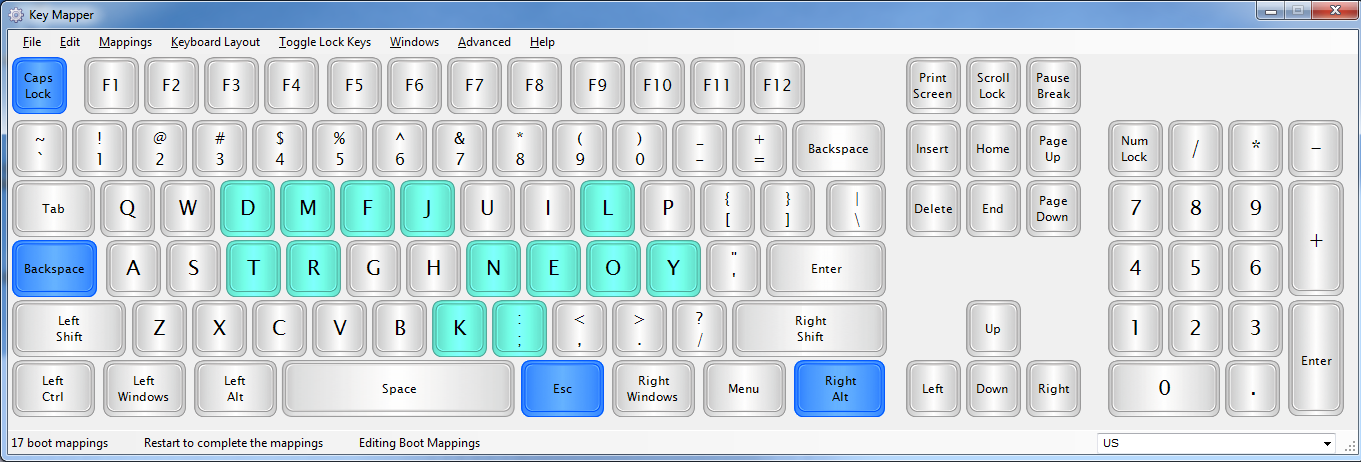 Key Mapper
File Edit Mappings Keyboard Layout Toggle Lock Keys Windows Advanced Help
Caps Lock F1 F2 F3 F4 F5 F6 F7 F8 F9 F10 F11 F12 Print Screen Scroll Lock Pause Break
~ ` ! 1 @ 2 # 3 $ 4 % 5 ^ 6 & 7 * 8 ( 9 ) 0 _ - + = Backspace Insert Home Page Up Num Lock / * -
Tab Q W D M F J U I L P { [ } ] | \ Delete End Page Down 7 8 9 +
Backspace A S T R G H N E O Y " ' Enter 4 5 6
Left Shift Z X C V B K : ; < , > . ? / Right Shift Up 1 2 3 Enter
Left Ctrl Left Windows Left Alt Space Esc Right Windows Menu Right Alt Left Down Right 0 .
17 boot mappings Restart to complete the mappings Editing Boot Mappings US